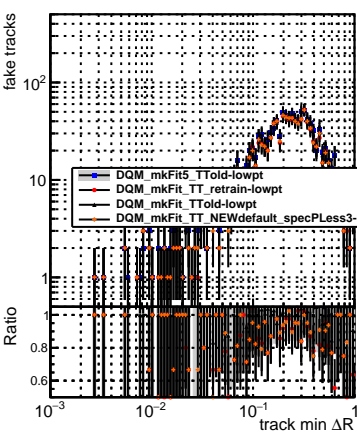 fake tracks
10²
DQM_mkFit5_TTold-lowpt
DQM_mkFit_TT_retrain-lowpt
DQM_mkFit_TTold-lowpt
DQM_mkFit_TT_NEWdefault_specPLess3-
10
1
Ratio
1
0.8
0.6
10⁻³ 10⁻² 10⁻¹ 1
track min ΔR